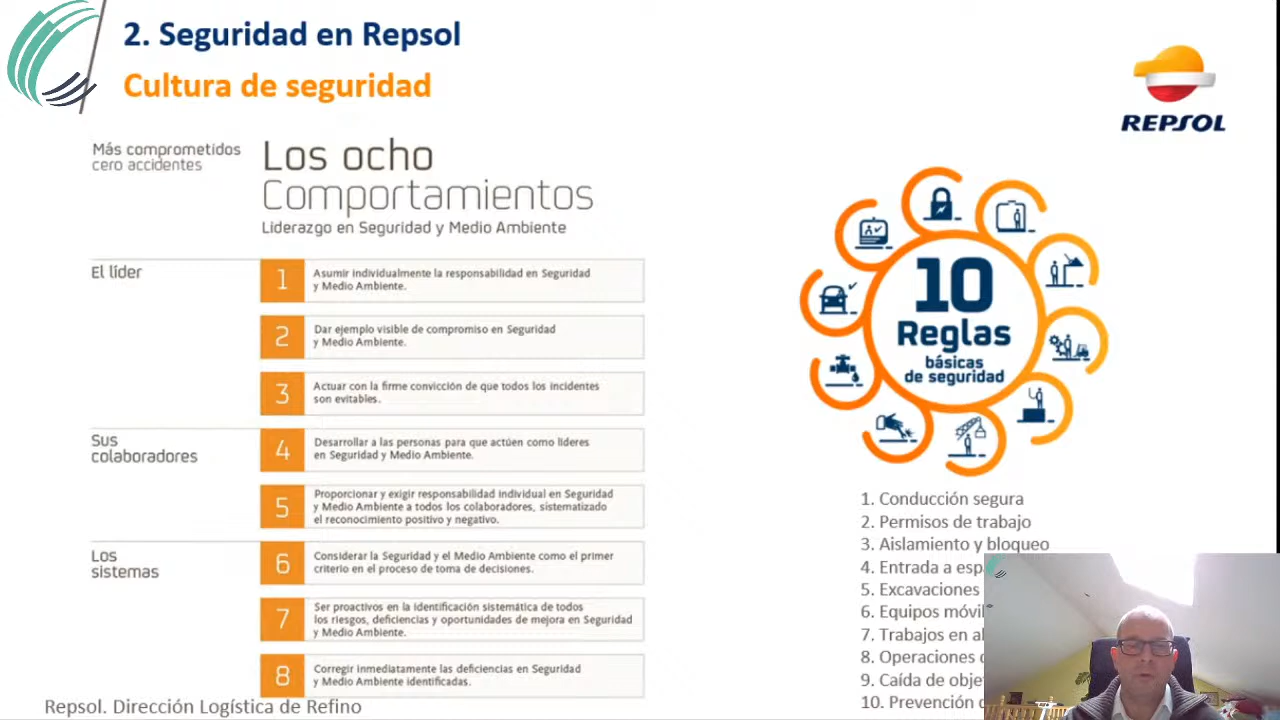 2. Seguridad en Repsol
Cultura de seguridad
REPSOL
Más comprometidos
cero accidentes
Los ocho
Comportamientos
Liderazgo en Seguridad y Medio Ambiente
El líder
1
Asumir individualmente la responsabilidad en Seguridad
y Medio Ambiente.
2
Dar ejemplo visible de compromiso en Seguridad
y Medio Ambiente.
3
Actuar con la firme convicción de que todos los incidentes
son evitables.
Sus
colaboradores
4
Desarrollar a las personas para que actúen como líderes
en Seguridad y Medio Ambiente.
5
Proporcionar y exigir responsabilidad individual en Seguridad
y Medio Ambiente a todos los colaboradores, sistematizado
el reconocimiento positivo y negativo.
Los
sistemas
6
Considerar la Seguridad y el Medio Ambiente como el primer
criterio en el proceso de toma de decisiones.
7
Ser proactivos en la identificación sistemática de todos
los riesgos, deficiencias y oportunidades de mejora en Seguridad
y Medio Ambiente.
8
Corregir inmediatamente las deficiencias en Seguridad
y Medio Ambiente identificadas.
10
Reglas
básicas
de seguridad
1. Conducción segura
2. Permisos de trabajo
3. Aislamiento y bloqueo
4. Entrada a
5. Excavaciones
6. Equipos
7. Trabajos en
8. Operaciones
9. Caída de
10. Prevención
Repsol. Dirección Logística de Refino